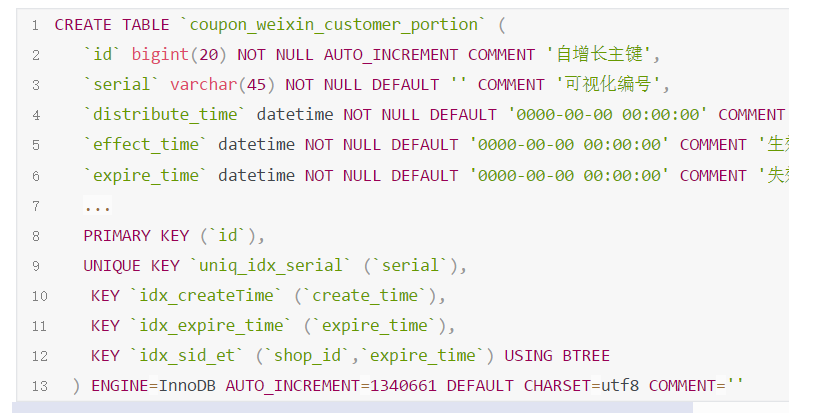 1 CREATE TABLE `coupon_weixin_customer_portion` (
2 `id` bigint(20) NOT NULL AUTO_INCREMENT COMMENT '自增长主键',
3 `serial` varchar(45) NOT NULL DEFAULT '' COMMENT '可视化编号',
4 `distribute_time` datetime NOT NULL DEFAULT '0000-00-00 00:00:00' COMMENT
5 `effect_time` datetime NOT NULL DEFAULT '0000-00-00 00:00:00' COMMENT '生
6 `expire_time` datetime NOT NULL DEFAULT '0000-00-00 00:00:00' COMMENT '失
7 ...
8 PRIMARY KEY (`id`),
9 UNIQUE KEY `uniq_idx_serial` (`serial`),
10 KEY `idx_createTime` (`create_time`),
11 KEY `idx_expire_time` (`expire_time`),
12 KEY `idx_sid_et` (`shop_id`,`expire_time`) USING BTREE
13 ) ENGINE=InnoDB AUTO_INCREMENT=1340661 DEFAULT CHARSET=utf8 COMMENT=''